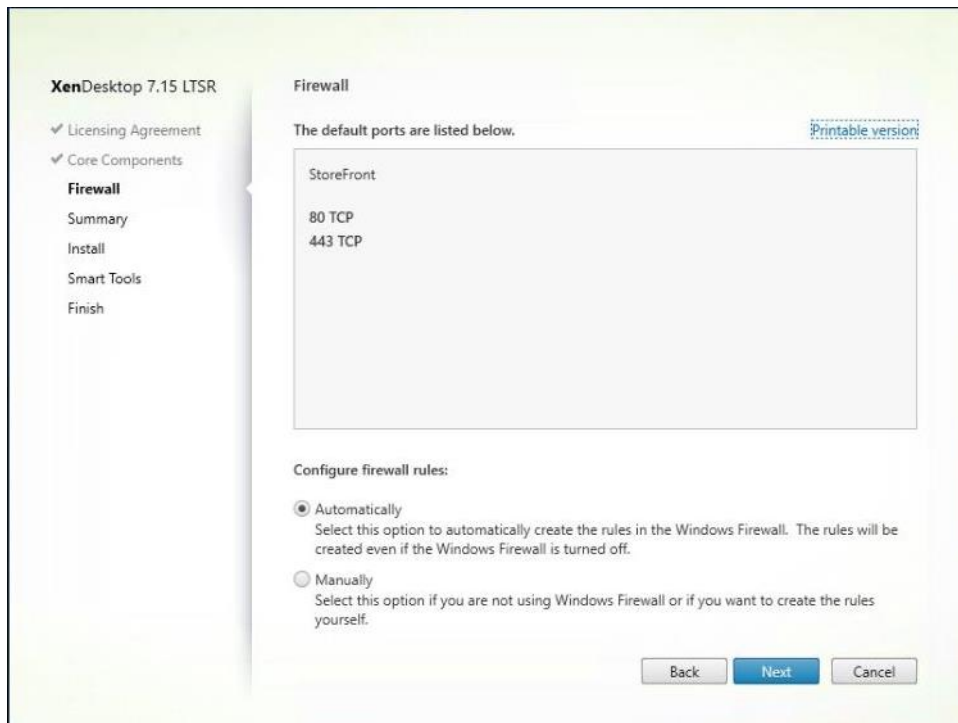 XenDesktop 7.15 LTSR
Licensing Agreement
Core Components
Firewall
Summary
Install
Smart Tools
Finish
Firewall
The default ports are listed below.
Printable version
StoreFront
80 TCP
443 TCP
Configure firewall rules:
Automatically
Select this option to automatically create the rules in the Windows Firewall. The rules will be
created even if the Windows Firewall is turned off.
Manually
Select this option if you are not using Windows Firewall or if you want to create the rules
yourself.
Back
Next
Cancel